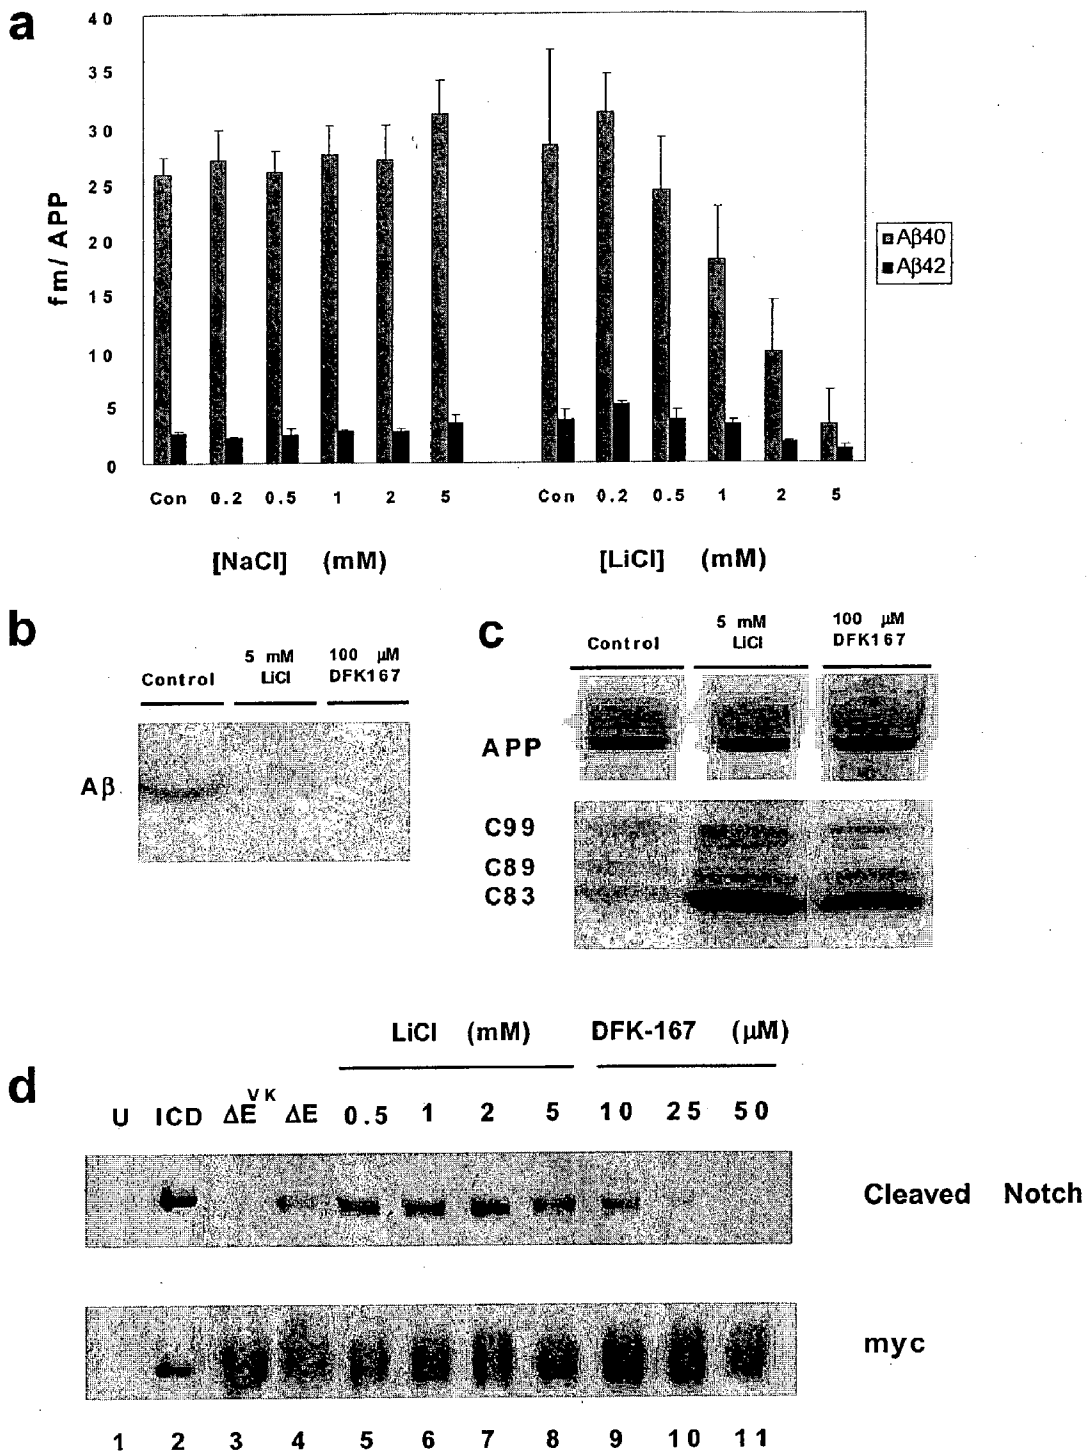 a
40
35
30
25
20
15
10
5
0
fm/APP
Aβ40
Aβ42
Con 0.2 0.5 1 2 5 Con 0.2 0.5 1 2 5
[NaCl] (mM) [LiCl] (mM)
b
Control 5 mM LiCl 100 µM DFK167
Aβ
c
Control 5 mM LiCl 100 µM DFK167
APP
C99
C89
C83
LiCl (mM) DFK-167 (µM)
d
U ICD ΔE^VK ΔE 0.5 1 2 5 10 25 50
Cleaved Notch
myc
1 2 3 4 5 6 7 8 9 10 11